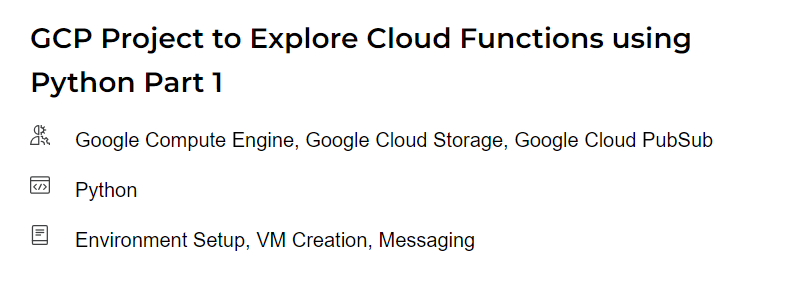 GCP Project to Explore Cloud Functions using
Python Part 1
Google Compute Engine, Google Cloud Storage, Google Cloud PubSub
Python
Environment Setup, VM Creation, Messaging